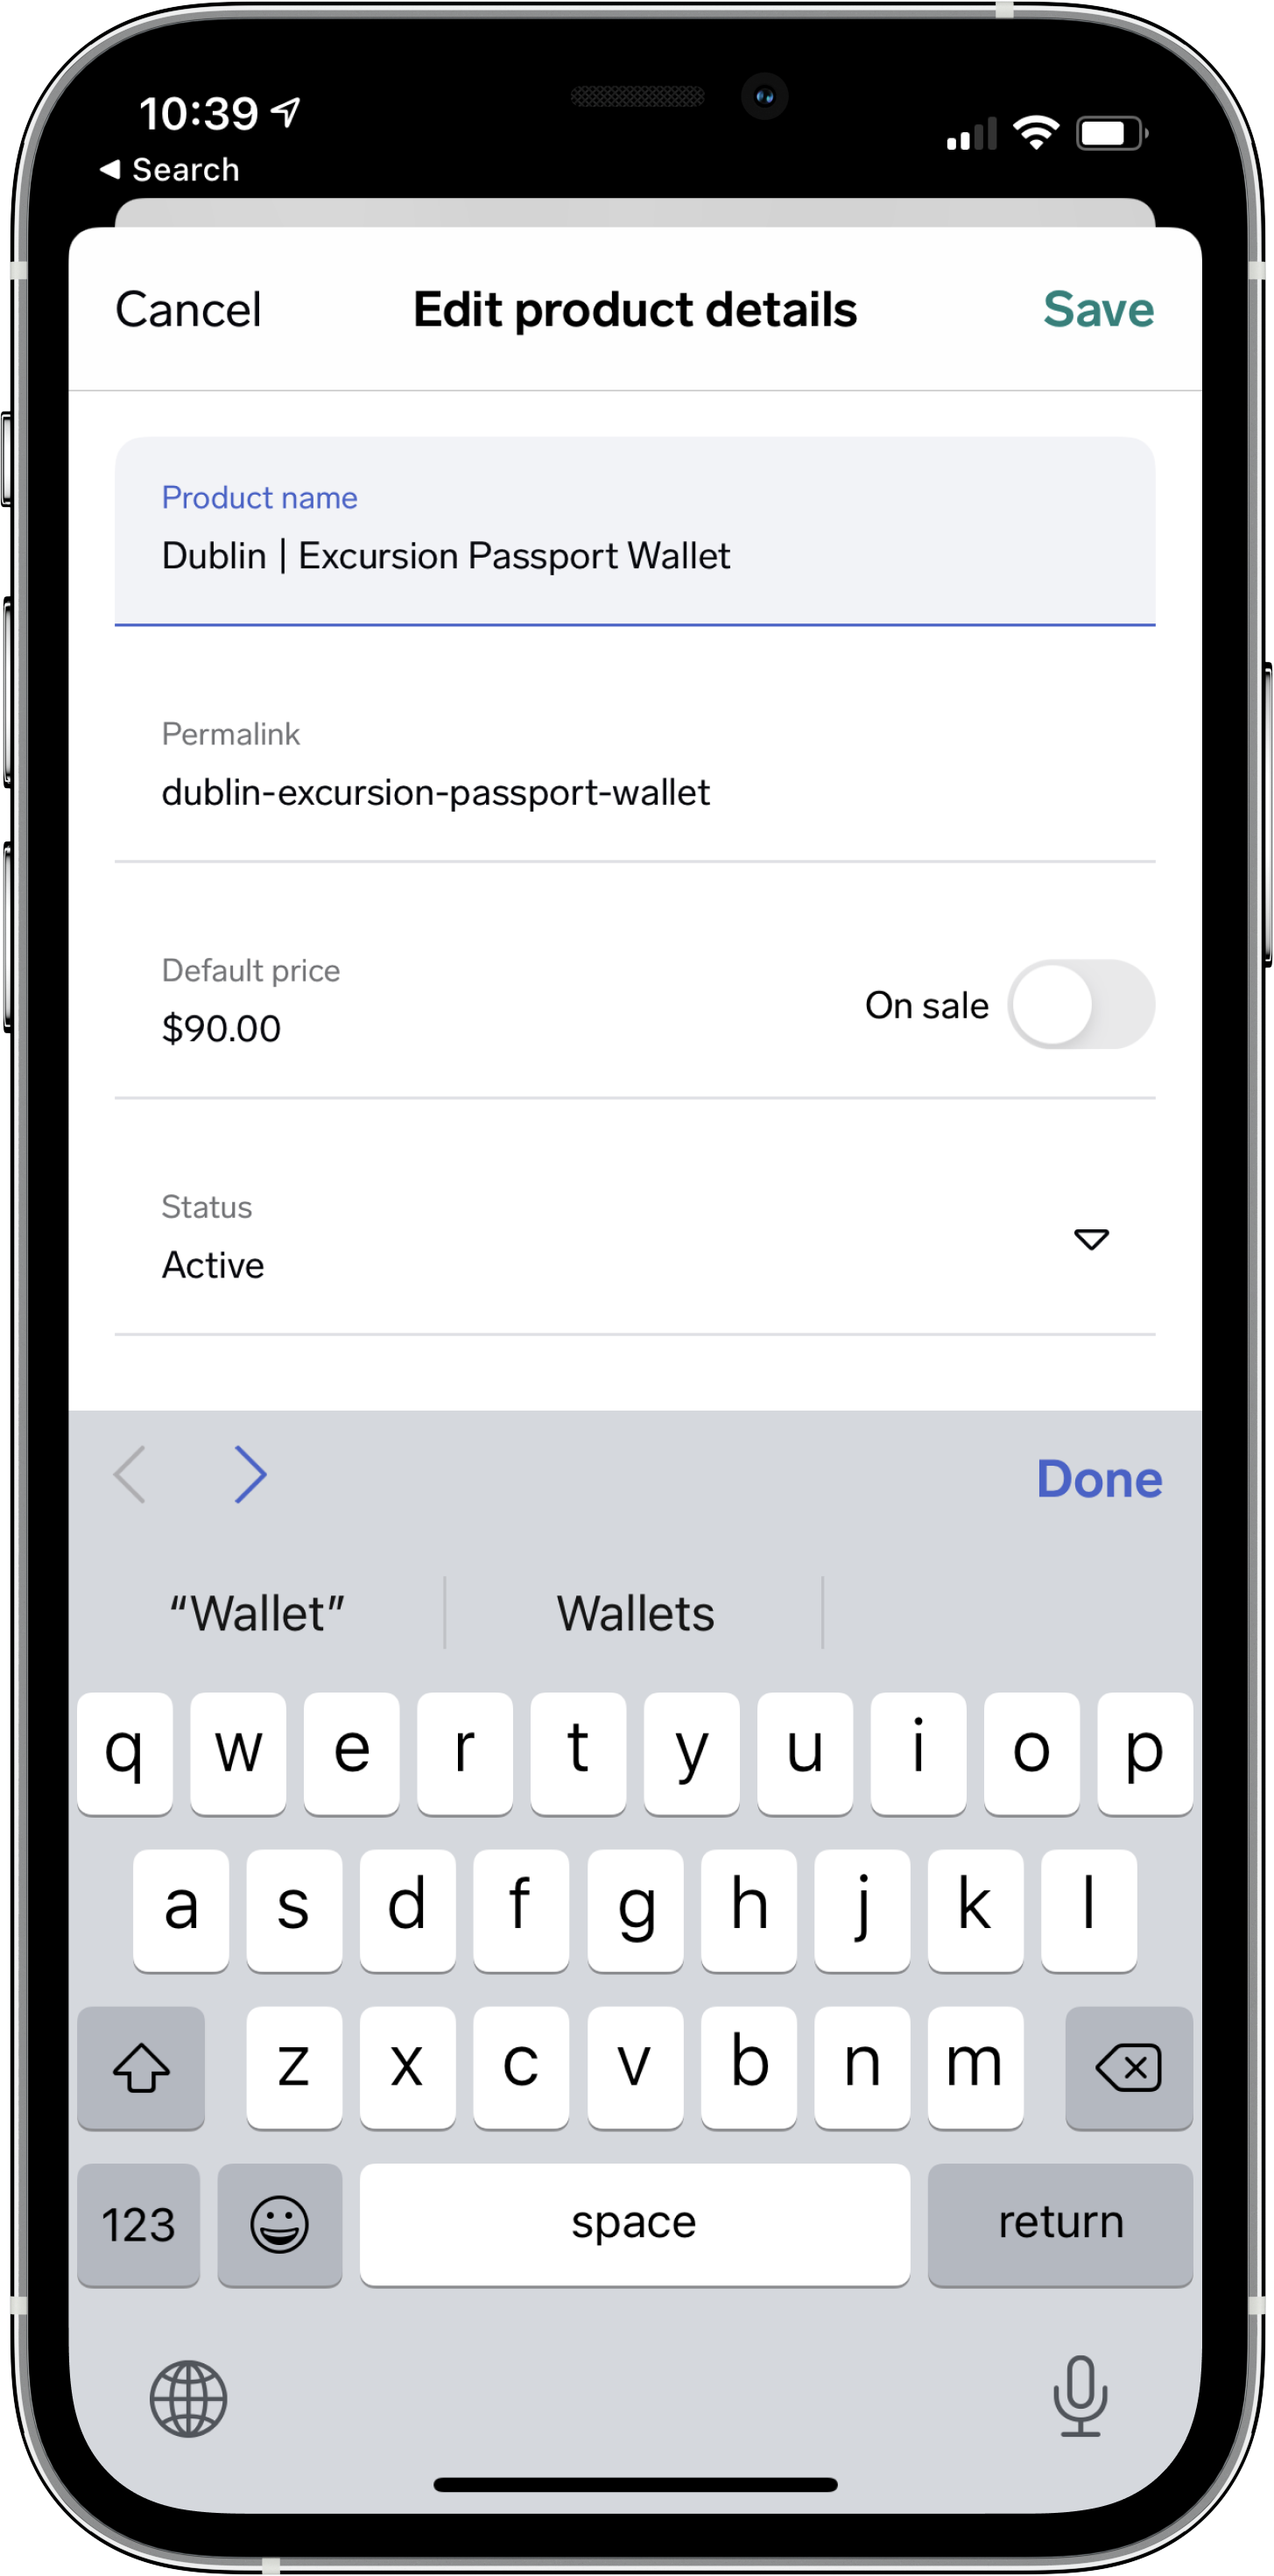 10:39
◀ Search
Cancel Edit product details Save
Product name
Dublin | Excursion Passport Wallet
Permalink
dublin-excursion-passport-wallet
Default price
$90.00
On sale
Status
Active
Done
“Wallet” Wallets
q w e r t y u i o p
a s d f g h j k l
z x c v b n m
123 space return